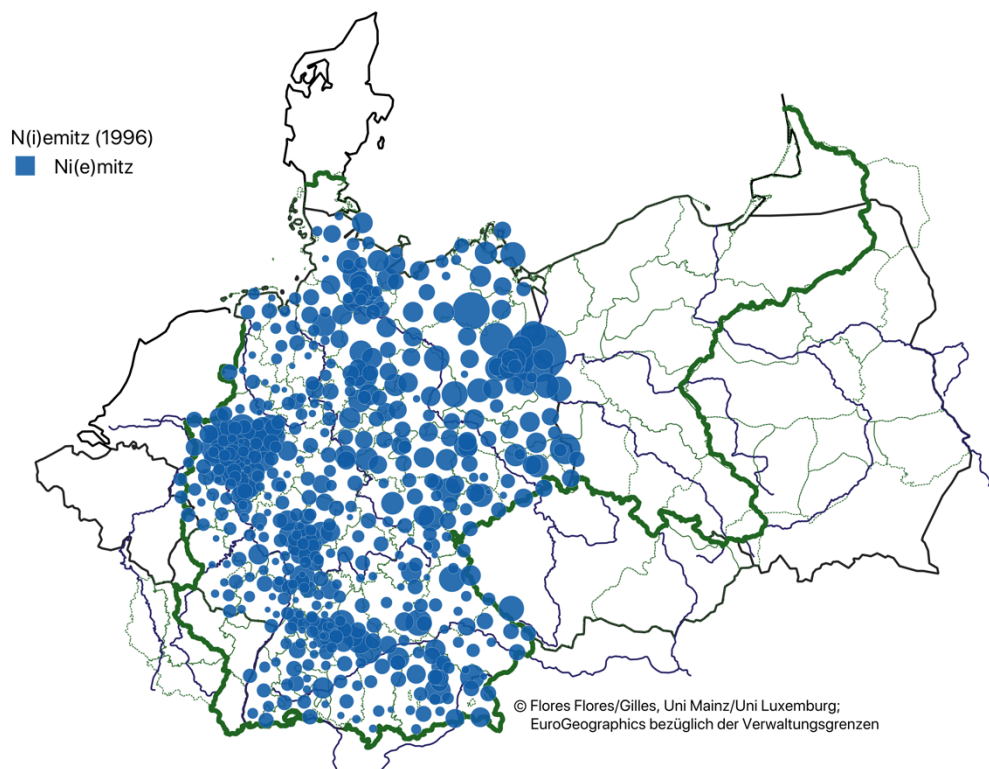 N(i)emitz (1996)
Ni(e)mitz
© Flores Flores/Gilles, Uni Mainz/Uni Luxemburg;
EuroGeographics bezüglich der Verwaltungsgrenzen